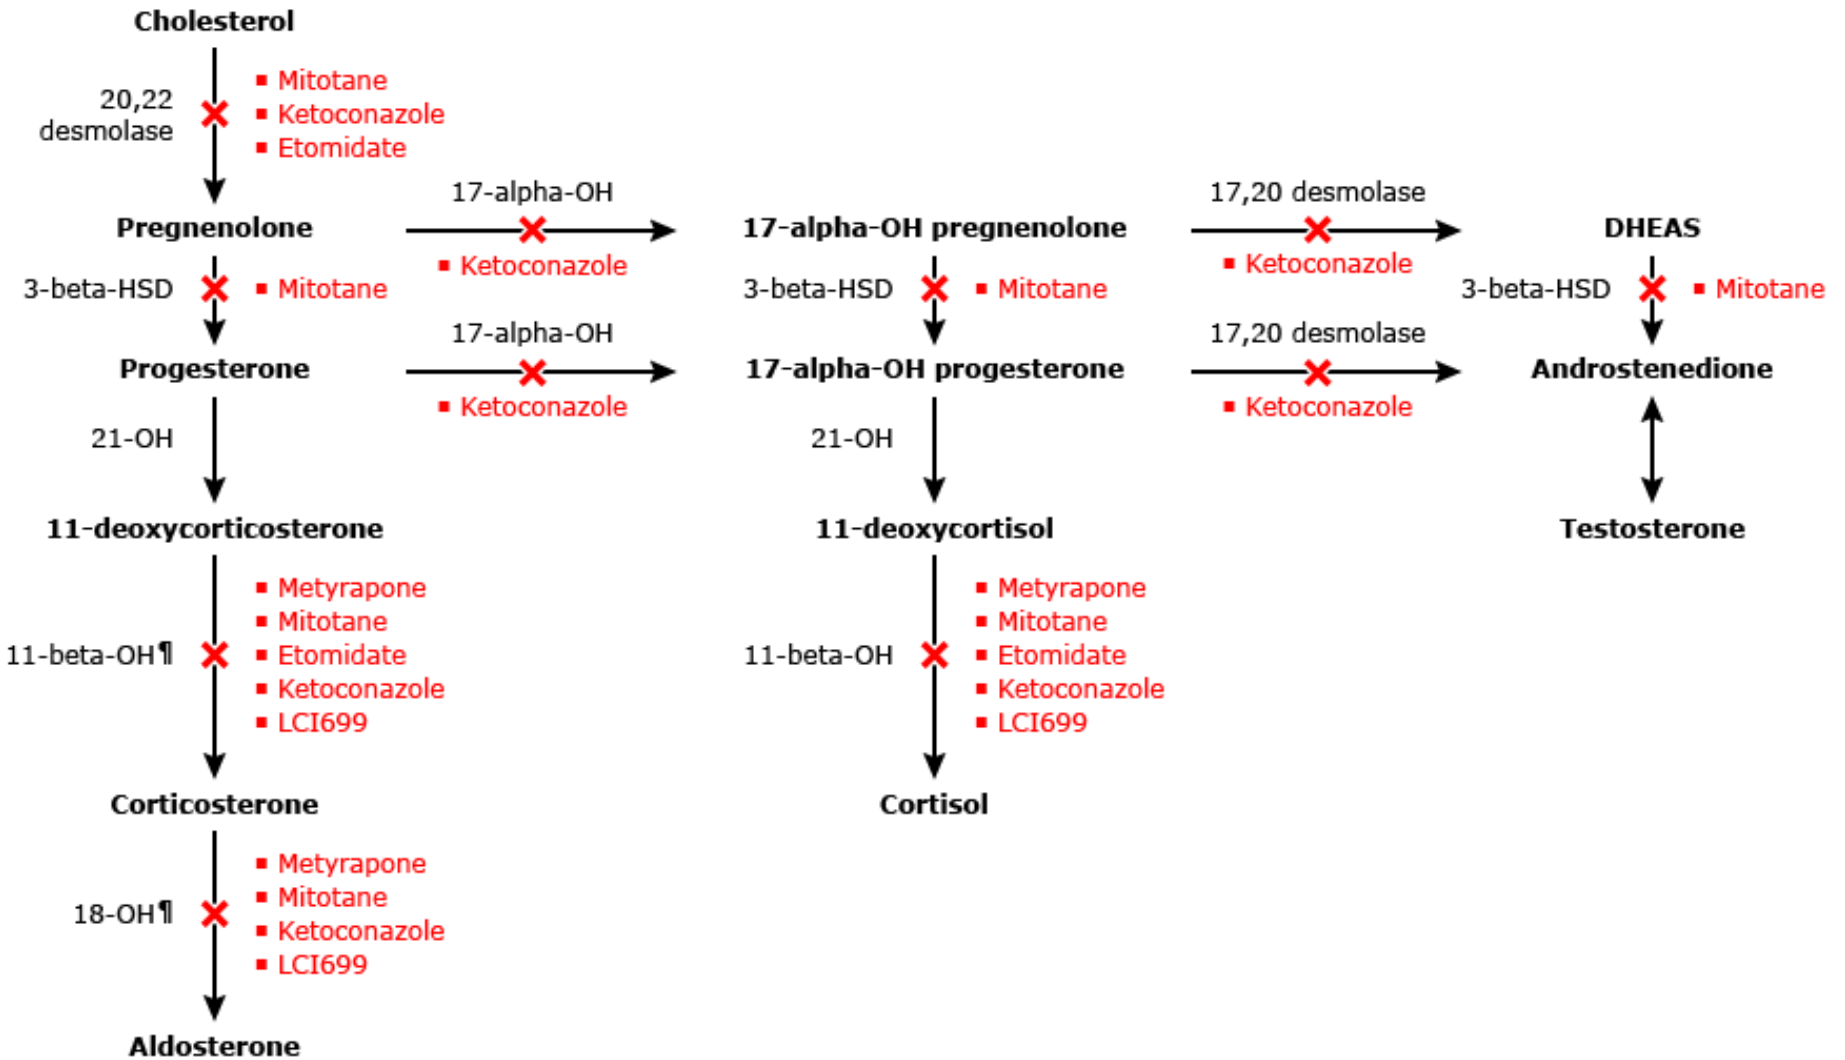 Cholesterol
20,22
desmolase
▪ Mitotane
▪ Ketoconazole
▪ Etomidate
17-alpha-OH
17,20 desmolase
Pregnenolone
17-alpha-OH pregnenolone
DHEAS
▪ Ketoconazole
▪ Ketoconazole
3-beta-HSD
▪ Mitotane
3-beta-HSD
▪ Mitotane
3-beta-HSD
▪ Mitotane
17-alpha-OH
17,20 desmolase
Progesterone
17-alpha-OH progesterone
Androstenedione
▪ Ketoconazole
▪ Ketoconazole
21-OH
21-OH
11-deoxycorticosterone
11-deoxycortisol
Testosterone
11-beta-OH¶
▪ Metyrapone
▪ Mitotane
▪ Etomidate
▪ Ketoconazole
▪ LCI699
11-beta-OH
▪ Metyrapone
▪ Mitotane
▪ Etomidate
▪ Ketoconazole
▪ LCI699
Corticosterone
Cortisol
18-OH¶
▪ Metyrapone
▪ Mitotane
▪ Ketoconazole
▪ LCI699
Aldosterone